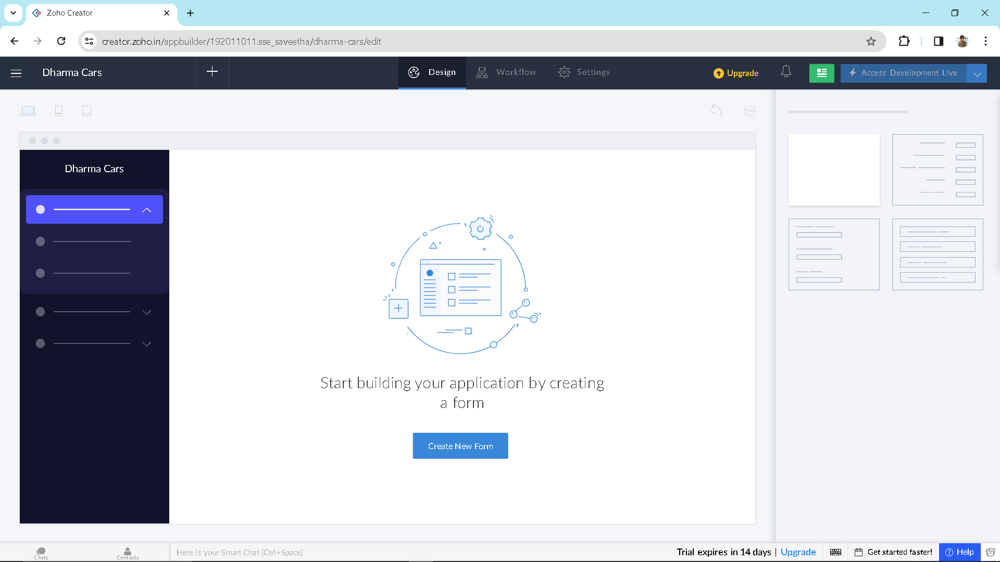 Zoho Creator
creator.zoho.in/appbuilder/192011011.sse_saveetha/dharma-cars/edit
Dharma Cars
Design
Workflow
Settings
Upgrade
Access Development Live
Dharma Cars
Start building your application by creating
a form
Create New Form
Chats
Contacts
Here is your Smart Chat (Ctrl+Space)
Trial expires in 14 days | Upgrade
Get started faster!
Help